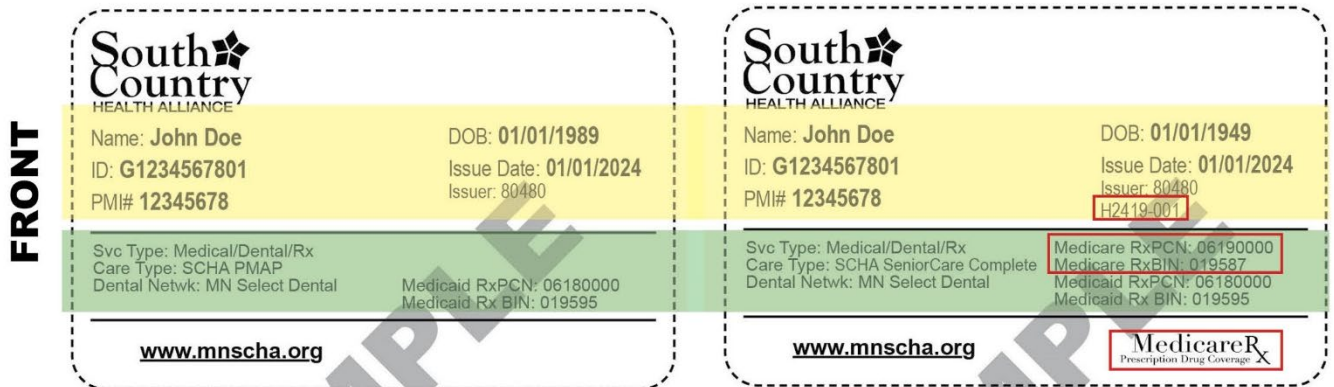 FRONT
South
Country
HEALTH ALLIANCE
Name: John Doe
DOB: 01/01/1989
ID: G1234567801
Issue Date: 01/01/2024
Issuer: 80480
PMI# 12345678
Svc Type: Medical/Dental/Rx
Care Type: SCHA PMAP
Dental Netwk: MN Select Dental
Medicaid RxPCN: 06180000
Medicaid Rx BIN: 019595
www.mnscha.org
South
Country
HEALTH ALLIANCE
Name: John Doe
DOB: 01/01/1949
ID: G1234567801
Issue Date: 01/01/2024
Issuer: 80480
PMI# 12345678
H2419-001
Svc Type: Medical/Dental/Rx
Medicare RxPCN: 06190000
Care Type: SCHA SeniorCare Complete
Medicare RxBIN: 019587
Dental Netwk: MN Select Dental
Medicaid RxPCN: 06180000
Medicaid Rx BIN: 019595
www.mnscha.org
MedicareRx
Prescription Drug Coverage
MPLE
MPLE